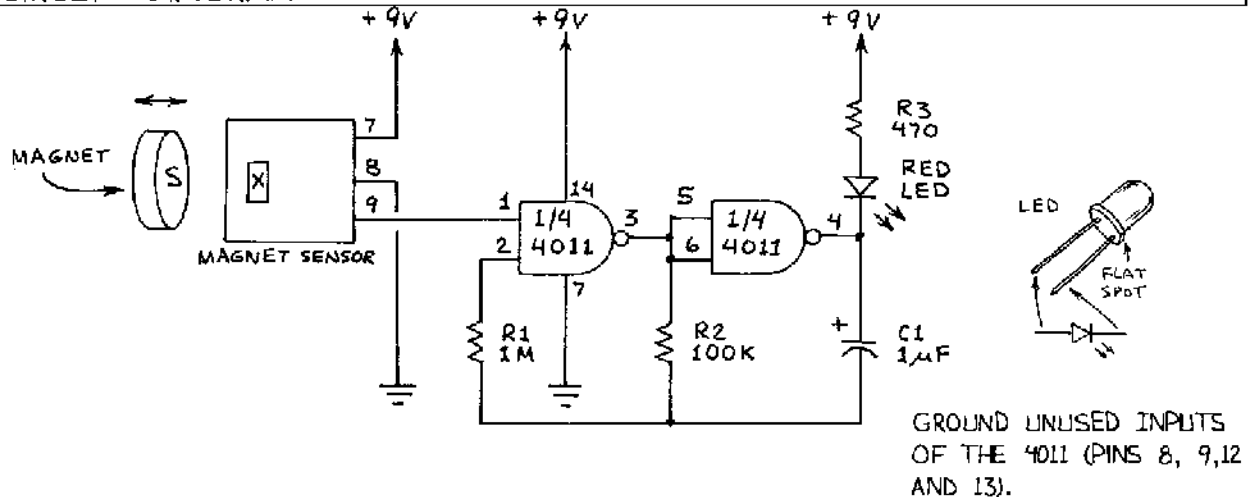 +9V
+9V
+9V
MAGNET
S
X
7
8
9
MAGNET SENSOR
1
2
14
1/4
4011
7
3
5
6
1/4
4011
4
R3
470
RED
LED
R1
1M
R2
100K
+
C1
1µF
LED
FLAT
SPOT
GROUND UNUSED INPUTS
OF THE 4011 (PINS 8, 9, 12
AND 13).